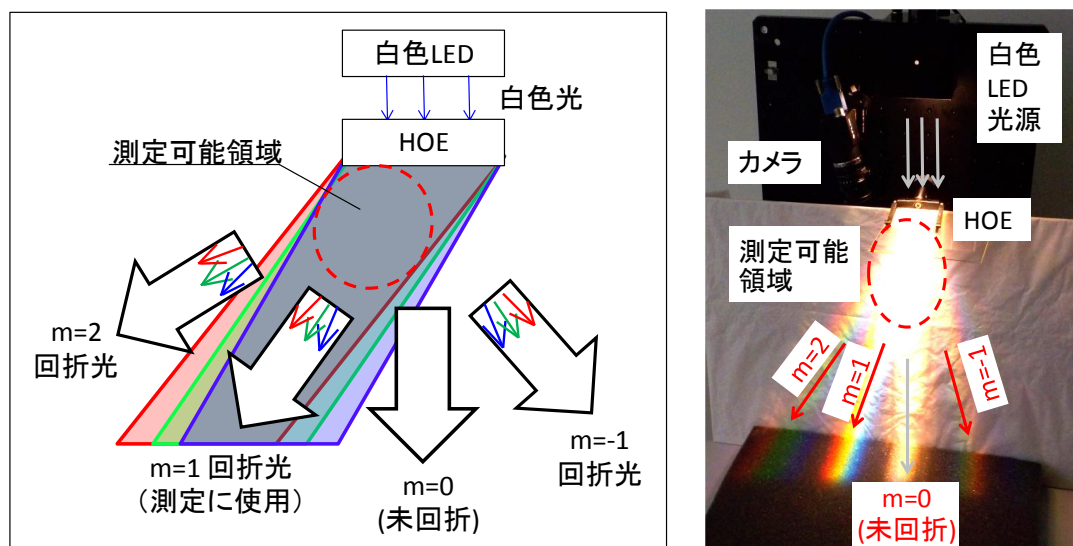 白色LED
白色光
HOE
測定可能領域
m=2
回折光
m=1 回折光
（測定に使用）
m=0
(未回折)
m=-1
回折光
白色
LED
光源
カメラ
HOE
測定可能
領域
m=2
m=1
m=-1
m=0
(未回折)